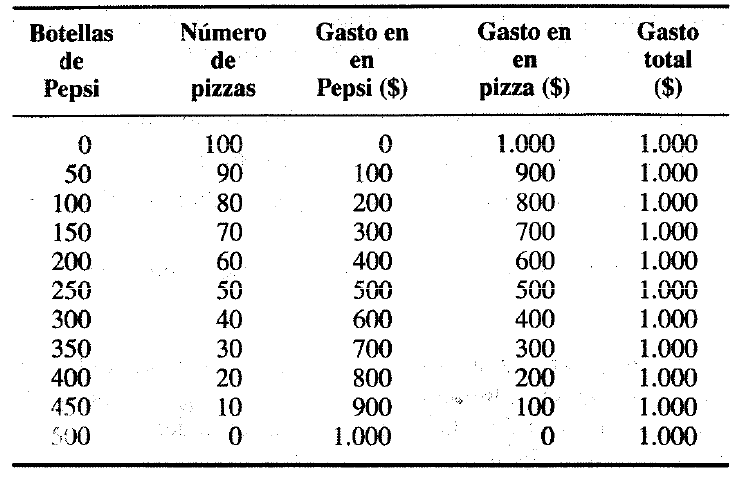 Botellas Número Gasto en Gasto en Gasto
de de en en total
Pepsi pizzas Pepsi ($) pizza ($) ($)
0 100 0 1.000 1.000
50 90 100 900 1.000
100 80 200 800 1.000
150 70 300 700 1.000
200 60 400 600 1.000
250 50 500 500 1.000
300 40 600 400 1.000
350 30 700 300 1.000
400 20 800 200 1.000
450 10 900 100 1.000
500 0 1.000 0 1.000